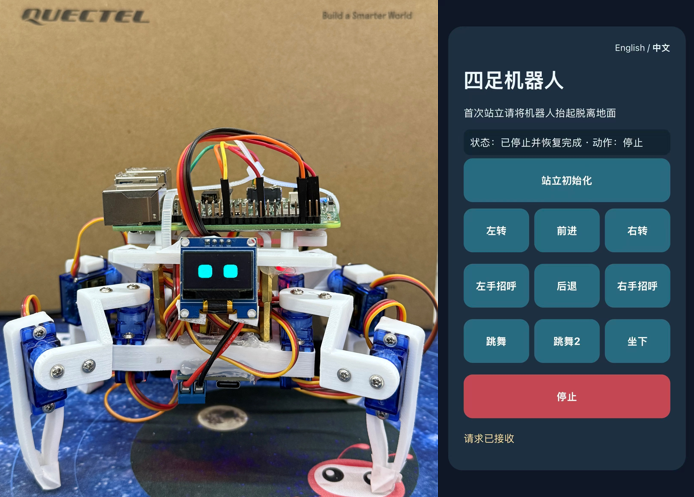 QUECTEL
Build a Smarter World
English / 中文
四足机器人
首次站立请将机器人抬起脱离地面
状态：已停止并恢复完成 · 动作：停止
站立初始化
左转
前进
右转
左手招呼
后退
右手招呼
跳舞
跳舞2
坐下
停止
请求已接收